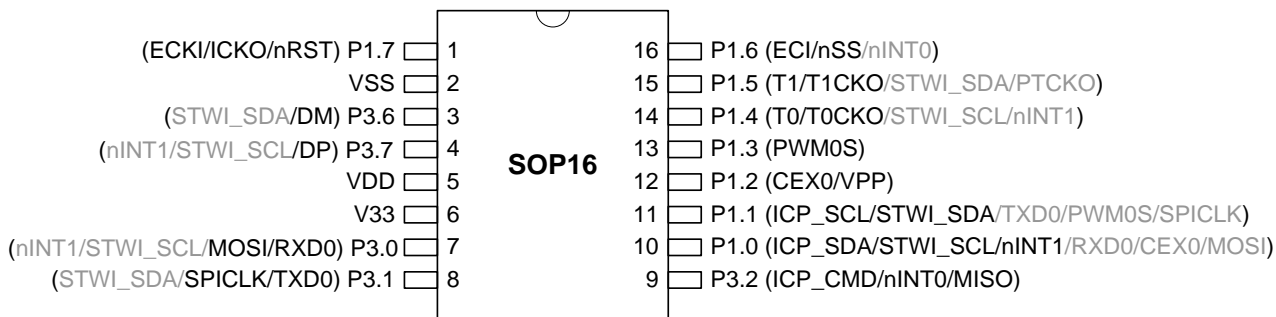 (ECKI/ICKO/nRST) P1.7 1 16 P1.6 (ECI/nSS/nINT0)
VSS 2 15 P1.5 (T1/T1CKO/STWI_SDA/PTCKO)
(STWI_SDA/DM) P3.6 3 14 P1.4 (T0/T0CKO/STWI_SCL/nINT1)
(nINT1/STWI_SCL/DP) P3.7 4 13 P1.3 (PWM0S)
SOP16
VDD 5 12 P1.2 (CEX0/VPP)
V33 6 11 P1.1 (ICP_SCL/STWI_SDA/TXD0/PWM0S/SPICLK)
(nINT1/STWI_SCL/MOSI/RXD0) P3.0 7 10 P1.0 (ICP_SDA/STWI_SCL/nINT1/RXD0/CEX0/MOSI)
(STWI_SDA/SPICLK/TXD0) P3.1 8 9 P3.2 (ICP_CMD/nINT0/MISO)